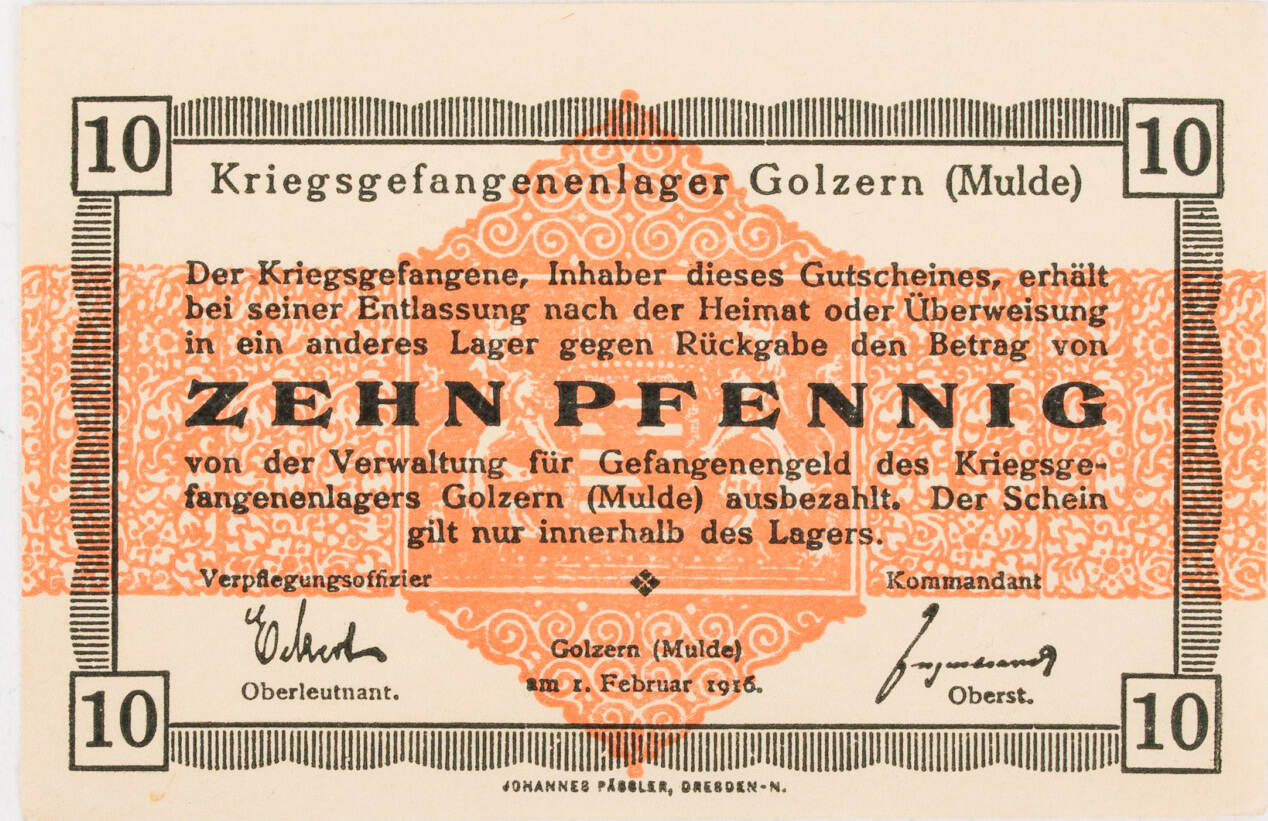 10
10
Kriegsgefangenenlager Golzern (Mulde)
Der Kriegsgefangene, Inhaber dieses Gutscheines, erhält
bei seiner Entlassung nach der Heimat oder Überweisung
in ein anderes Lager gegen Rückgabe den Betrag von
ZEHN PFENNIG
von der Verwaltung für Gefangenengeld des Kriegsge-
fangenenlagers Golzern (Mulde) ausbezahlt. Der Schein
gilt nur innerhalb des Lagers.
Verpflegungsoffizier
Kommandant
Eckert
Golzern (Mulde)
am 1. Februar 1916.
Oberleutnant.
Oberst.
10
10
JOHANNES PÄSSLER, DRESDEN-N.